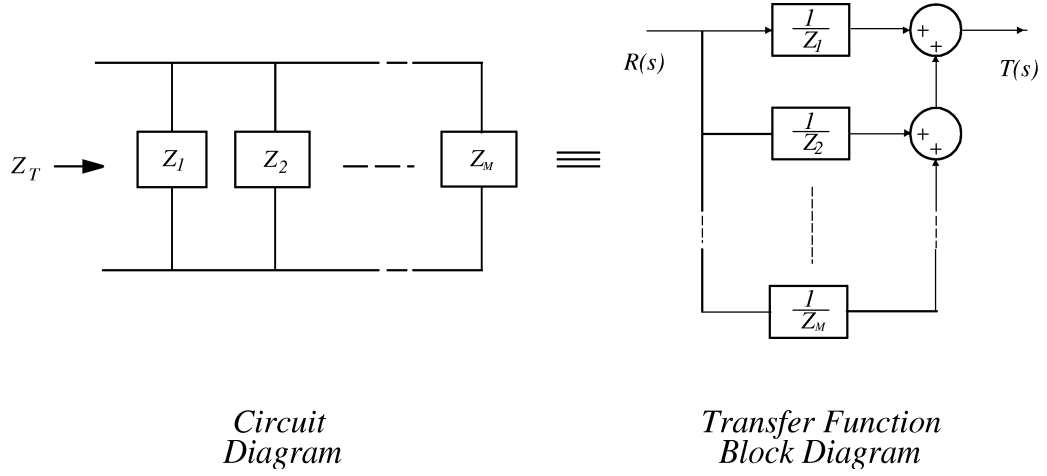 Z_T
Z_1
Z_2
Z_M
R(s)
1
Z_1
+
+
T(s)
1
Z_2
+
+
1
Z_M
Circuit
Diagram
Transfer Function
Block Diagram